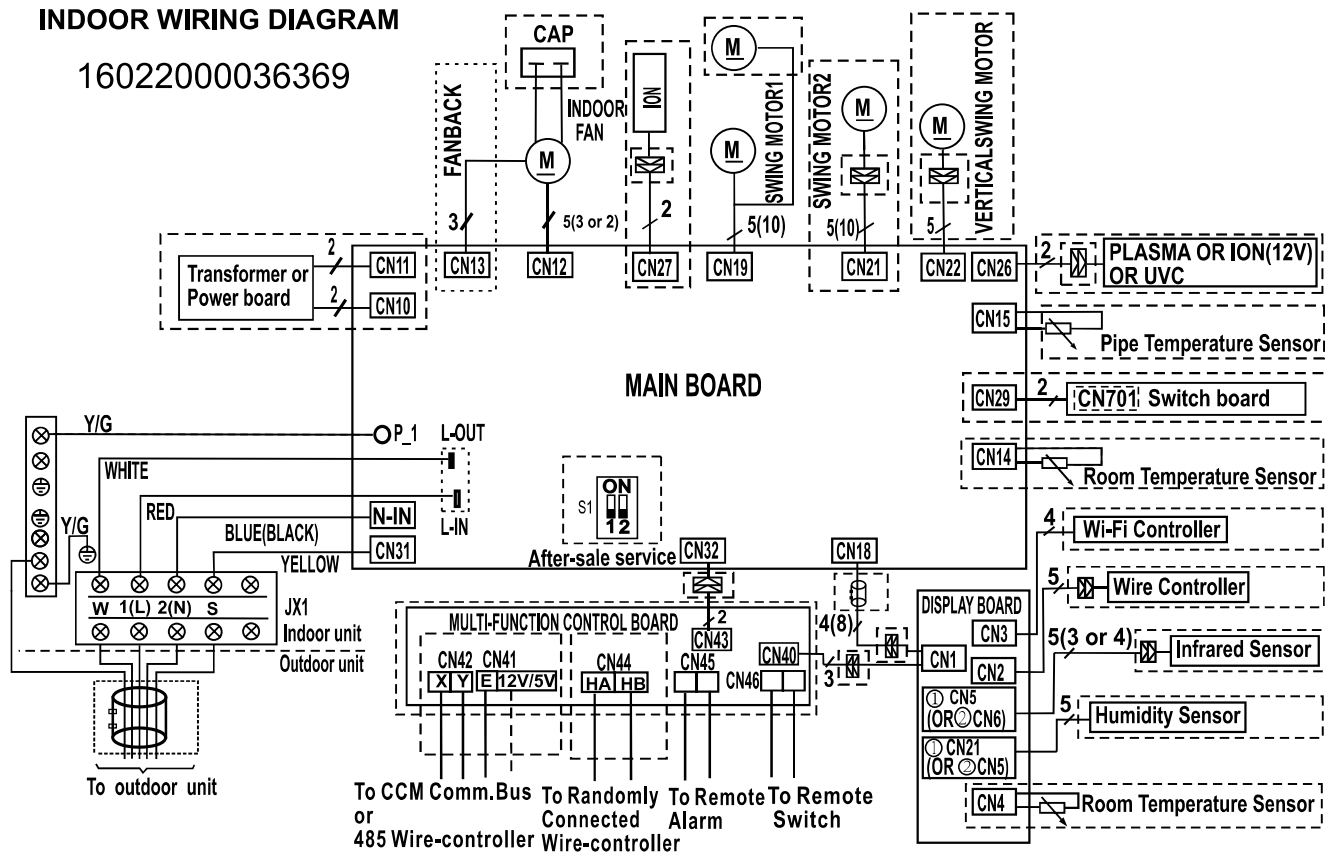 INDOOR WIRING DIAGRAM
16022000036369
CAP
INDOOR
FAN
FANBACK
M
ION
M
M
SWING MOTOR1
SWING MOTOR2
M
M
VERTICALSWING MOTOR
3
5(3 or 2)
2
5(10)
5(10)
5
Transformer or
Power board
2
2
CN11
CN10
CN13
CN12
CN27
CN19
CN21
CN22
CN26
2
PLASMA OR ION(12V)
OR UVC
CN15
Pipe Temperature Sensor
MAIN BOARD
CN29
2
CN701
Switch board
CN14
Room Temperature Sensor
Y/G
P_1
L-OUT
WHITE
RED
L-IN
N-IN
BLUE(BLACK)
CN31
YELLOW
Y/G
S1
ON
12
After-sale service
CN32
CN18
W 1(L) 2(N) S
JX1
Indoor unit
Outdoor unit
To outdoor unit
MULTI-FUNCTION CONTROL BOARD
2
CN43
CN42
X Y
CN41
E 12V/5V
CN44
HA HB
CN45
CN46
CN40
4(8)
3
To CCM Comm.Bus
or
485 Wire-controller
To Randomly
Connected
Wire-controller
To Remote
Alarm
To Remote
Switch
DISPLAY BOARD
CN3
CN1
CN2
① CN5
(OR ②CN6)
① CN21
(OR ②CN5)
CN4
4
Wi-Fi Controller
5
Wire Controller
5(3 or 4)
Infrared Sensor
5
Humidity Sensor
Room Temperature Sensor